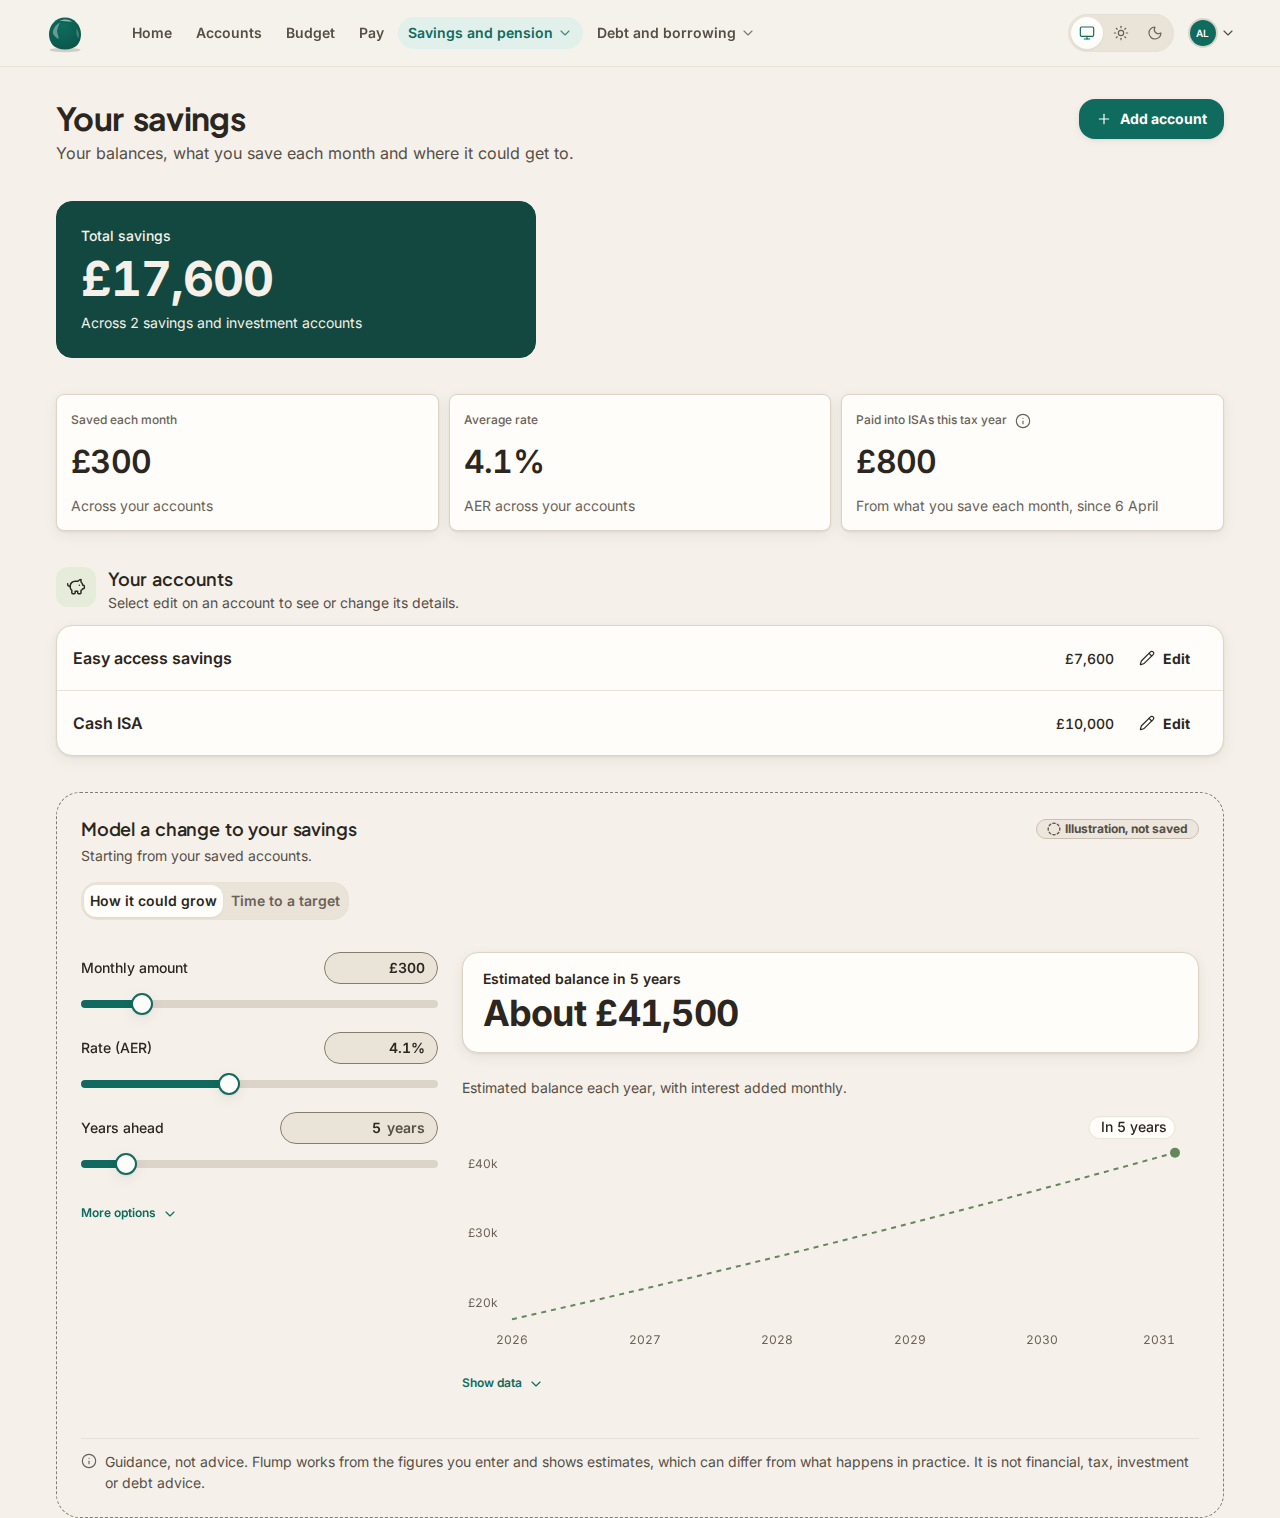 Home
Accounts
Budget
Pay
Savings and pension
Debt and borrowing
AL
Your savings
Your balances, what you save each month and where it could get to.
Add account
Total savings
£17,600
Across 2 savings and investment accounts
Saved each month
£300
Across your accounts
Average rate
4.1%
AER across your accounts
Paid into ISAs this tax year
£800
From what you save each month, since 6 April
Your accounts
Select edit on an account to see or change its details.
Easy access savings
£7,600
Edit
Cash ISA
£10,000
Edit
Model a change to your savings
Illustration, not saved
Starting from your saved accounts.
How it could grow
Time to a target
Monthly amount
£300
Rate (AER)
4.1%
Years ahead
5 years
More options
Estimated balance in 5 years
About £41,500
Estimated balance each year, with interest added monthly.
In 5 years
£40k
£30k
£20k
2026
2027
2028
2029
2030
2031
Show data
Guidance, not advice. Flump works from the figures you enter and shows estimates, which can differ from what happens in practice. It is not financial, tax, investment
or debt advice.